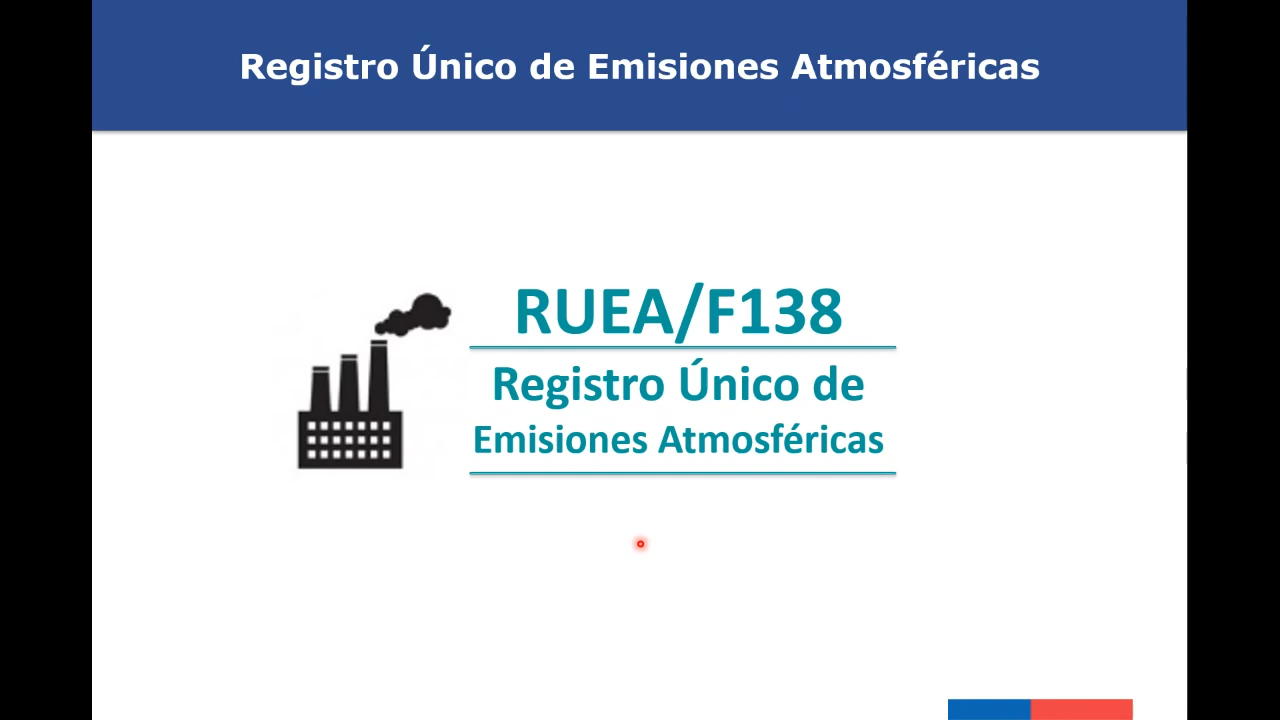 Registro Único de Emisiones Atmosféricas
RUEA/F138
Registro Único de
Emisiones Atmosféricas